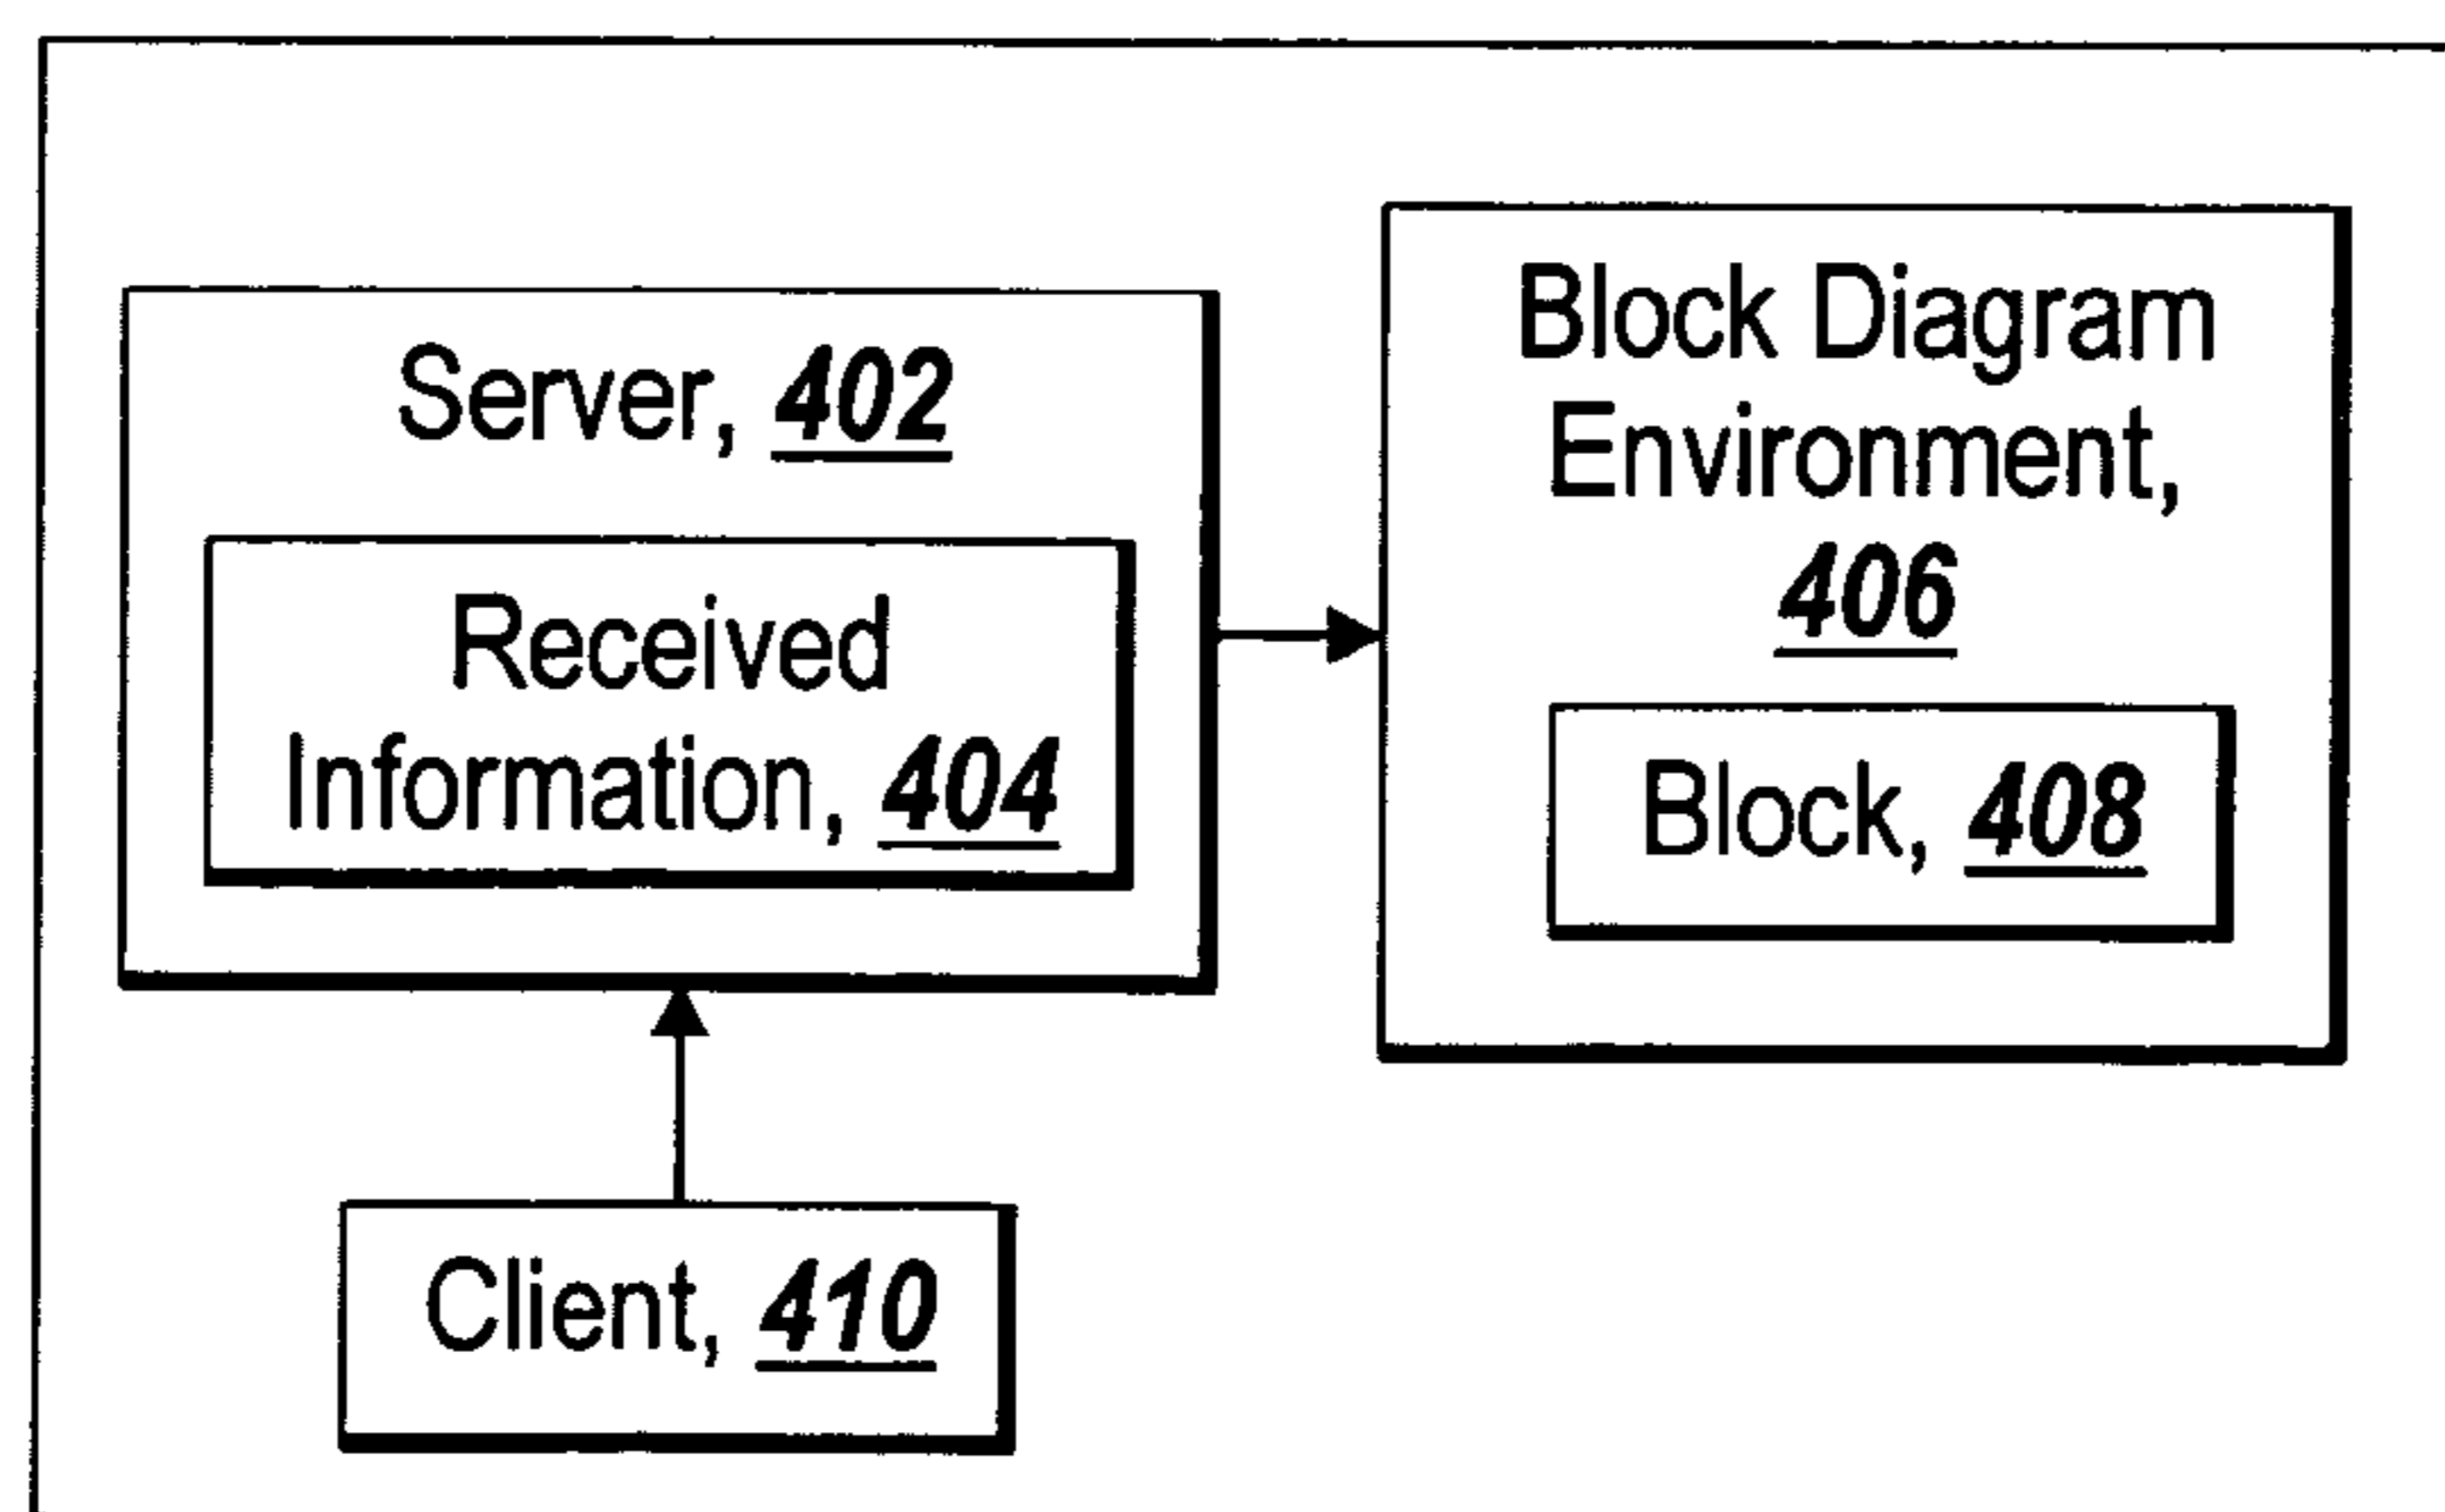 Server, 402
Received
Information, 404
Block Diagram
Environment,
406
Block, 408
Client, 410